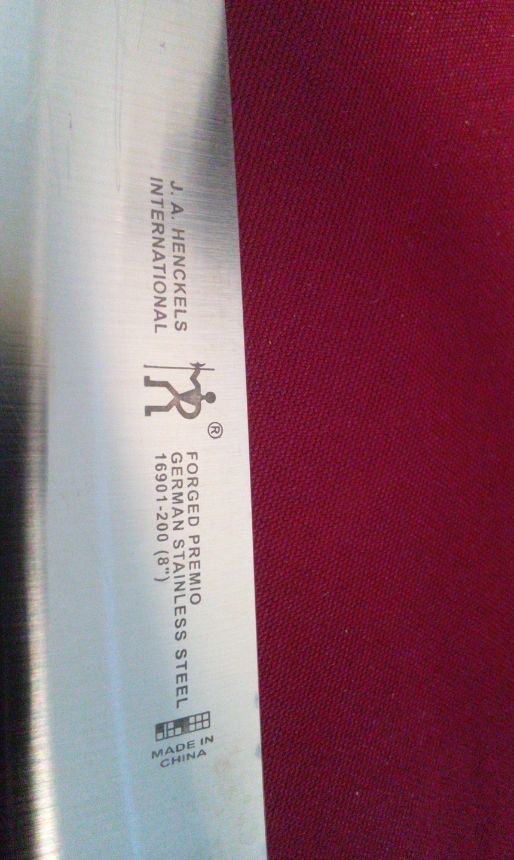 J. A. HENCKELS
INTERNATIONAL
®
FORGED PREMIO
GERMAN STAINLESS STEEL
16901-200 (8")
MADE IN
CHINA